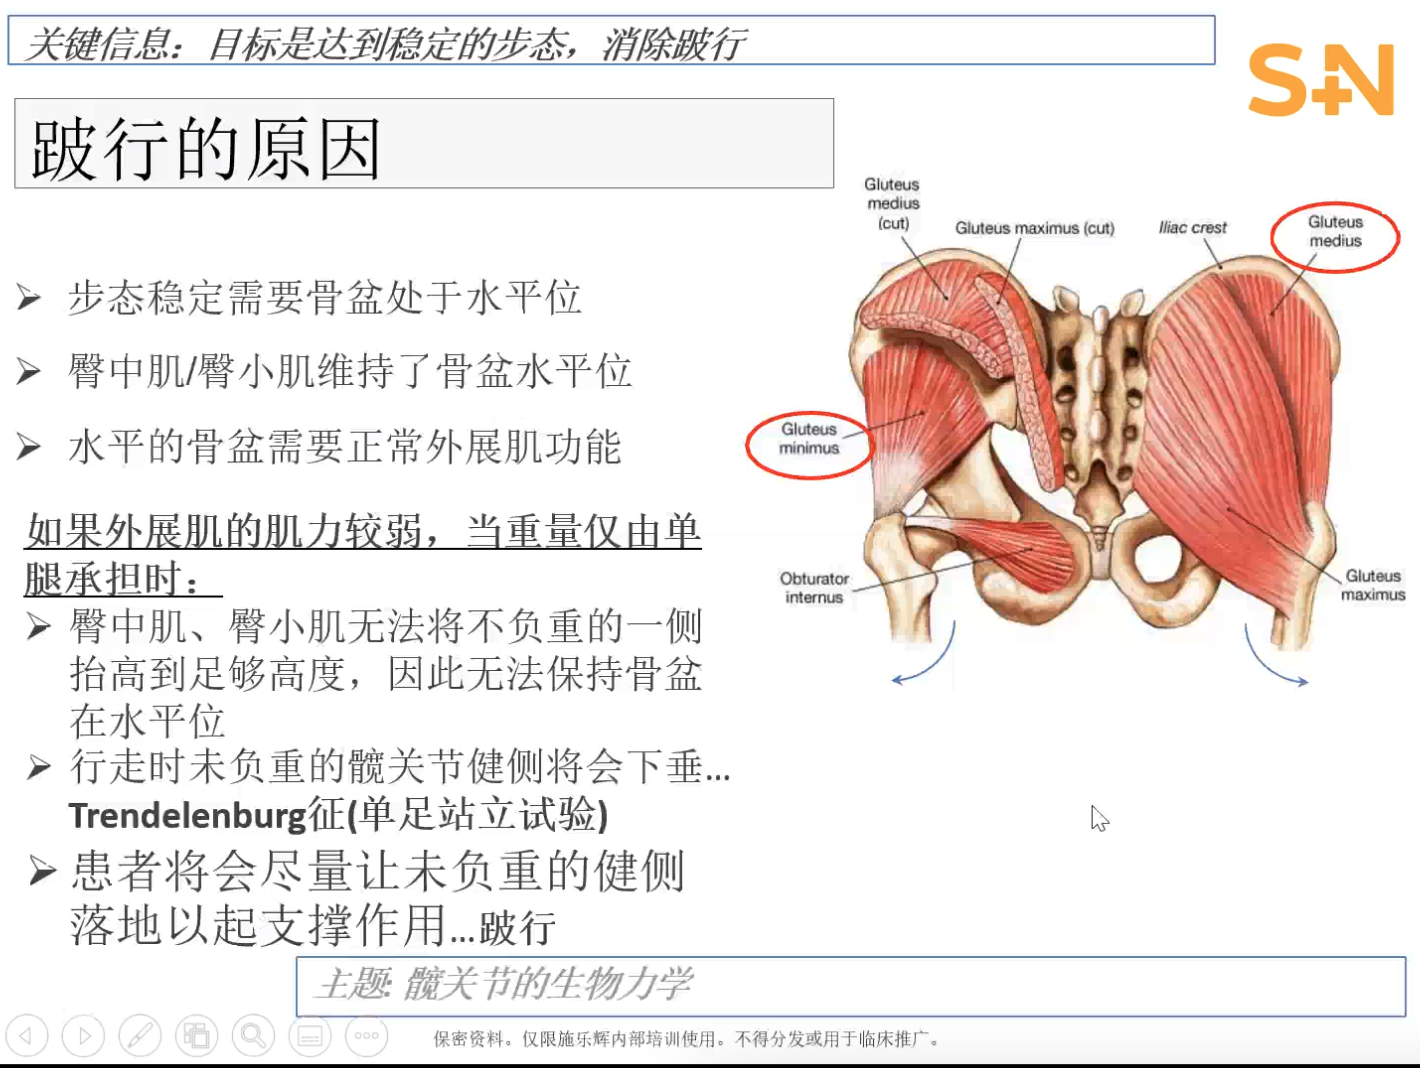 关键信息：目标是达到稳定的步态，消除跛行
S+N
跛行的原因
➢ 步态稳定需要骨盆处于水平位
➢ 臀中肌/臀小肌维持了骨盆水平位
➢ 水平的骨盆需要正常外展肌功能
如果外展肌的肌力较弱，当重量仅由单
腿承担时：
➢ 臀中肌、臀小肌无法将不负重的一侧
抬高到足够高度，因此无法保持骨盆
在水平位
➢ 行走时未负重的髋关节健侧将会下垂...
Trendelenburg征(单足站立试验)
➢ 患者将会尽量让未负重的健侧
落地以起支撑作用...跛行
Gluteus
medius
(cut)
Gluteus maximus (cut)
Iliac crest
Gluteus
medius
Gluteus
minimus
Obturator
internus
Gluteus
maximus
主题: 髋关节的生物力学
保密资料。仅限施乐辉内部培训使用。不得分发或用于临床推广。